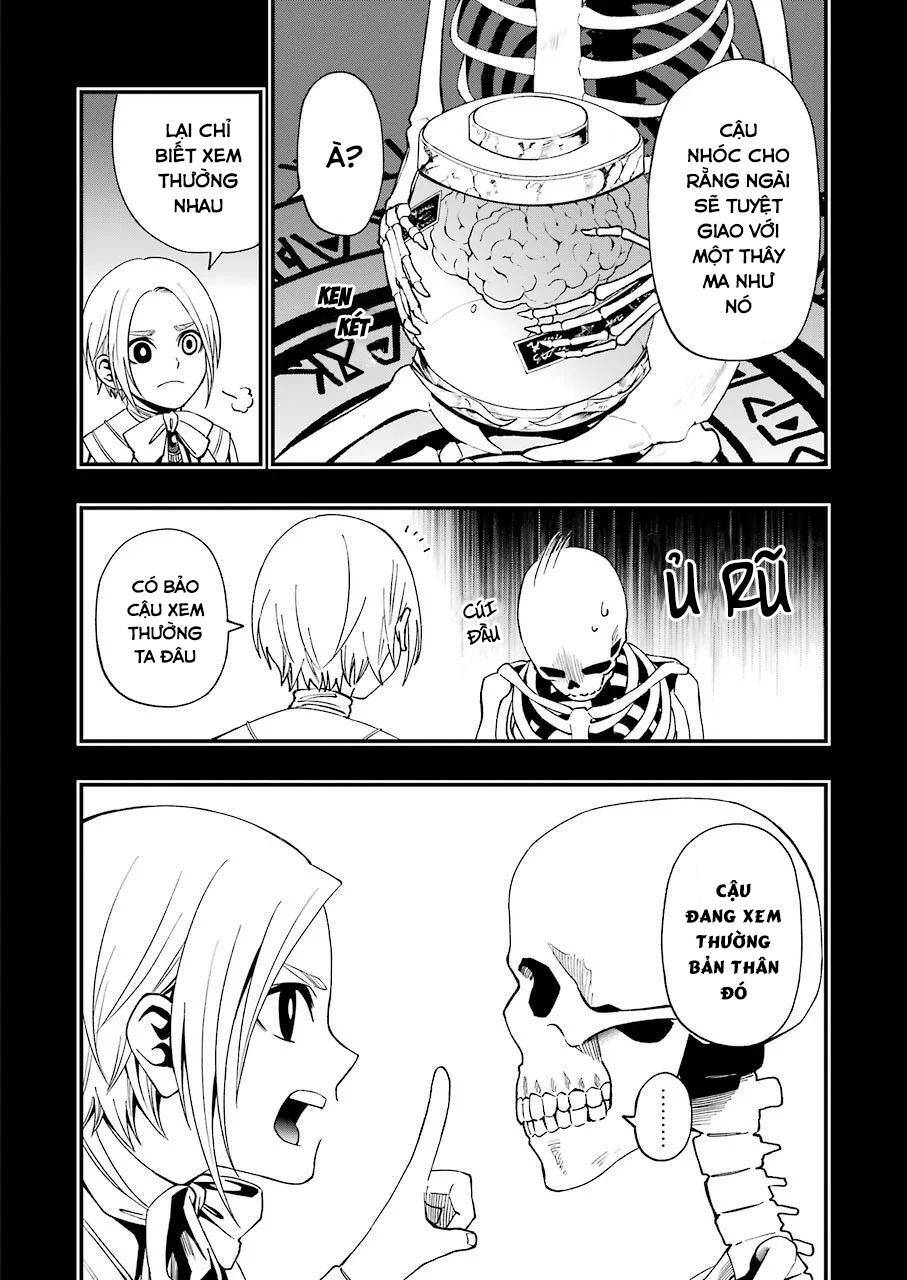 CẬU
NHÓC CHO
RẰNG NGÀI
SẼ TUYỆT
GIAO VỚI
MỘT THÂY
MA NHƯ
NÓ
À?
KEN
KÉT
LẠI CHỈ
BIẾT XEM
THƯỜNG
NHAU
Ủ RŨ
CÚI
ĐẦU
CÓ BẢO
CẬU XEM
THƯỜNG
TA ĐÂU
CẬU
ĐANG XEM
THƯỜNG
BẢN THÂN
ĐÓ
......
......